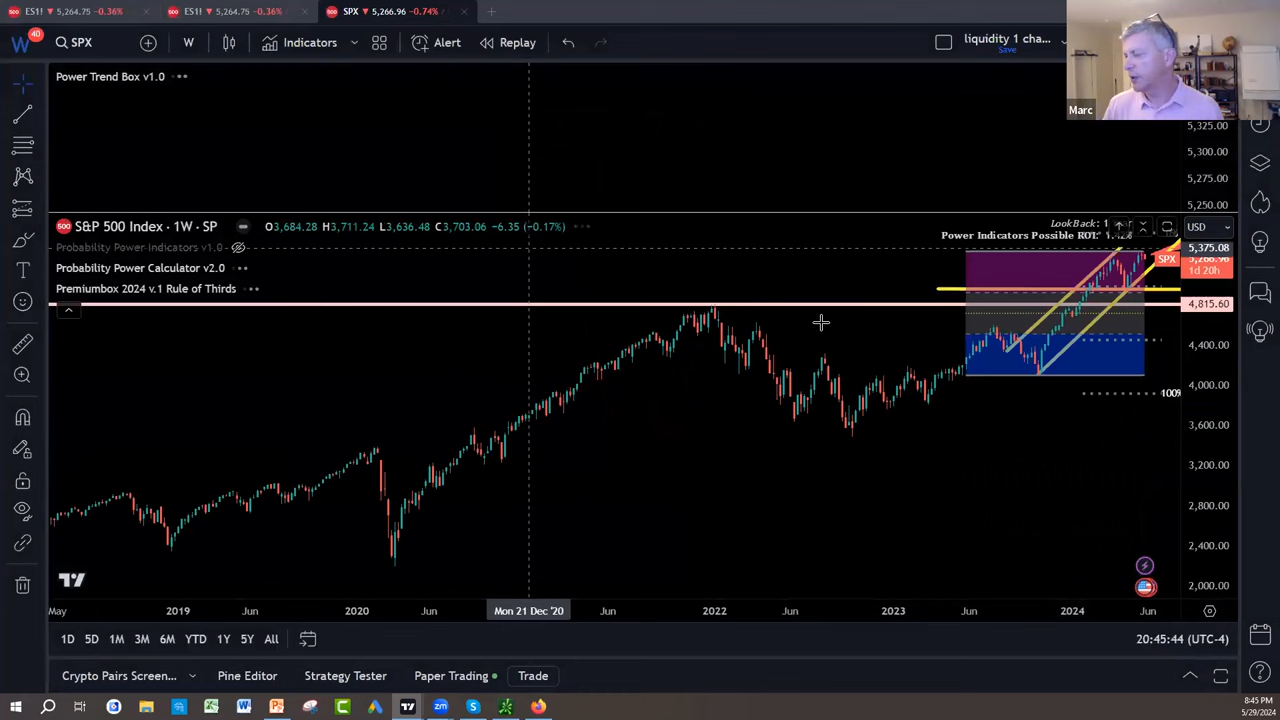 ES1! ▼ 5,264.75 −0.36%
ES1! ▼ 5,264.75 −0.36%
SPX ▼ 5,266.96 −0.74%
40
SPX
W
Indicators
Alert
Replay
liquidity 1 cha...
Save
Marc
Power Trend Box v1.0
5,325.00
5,300.00
5,275.00
5,250.00
500
S&P 500 Index · 1W · SP
O3,684.28 H3,711.24 L3,636.48 C3,703.06 −6.35 (−0.17%)
Power Indicators Possible ROI:
USD
Probability Power Indicators v1.0
5,375.08
SPX
5,266.96
1d 20h
Probability Power Calculator v2.0
Premiumbox 2024 v.1 Rule of Thirds
4,815.60
4,400.00
4,000.00
100%
3,600.00
3,200.00
2,800.00
2,400.00
2,000.00
May
2019
Jun
2020
Jun
Mon 21 Dec '20
Jun
2022
Jun
2023
Jun
2024
Jun
1D 5D 1M 3M 6M YTD 1Y 5Y All
20:45:44 (UTC-4)
Crypto Pairs Screen...
Pine Editor
Strategy Tester
Paper Trading
Trade
8:45 PM
5/29/2024